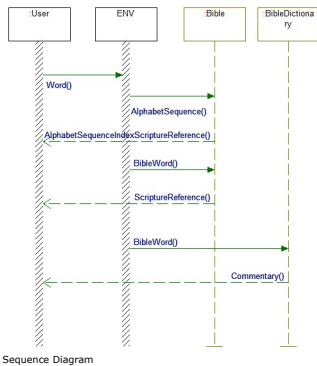 :User
ENV
:Bible
:BibleDictiona
ry
Word()
AlphabetSequence()
AlphabetSequenceIndexScriptureReference()
BibleWord()
ScriptureReference()
BibleWord()
Commentary()
Sequence Diagram